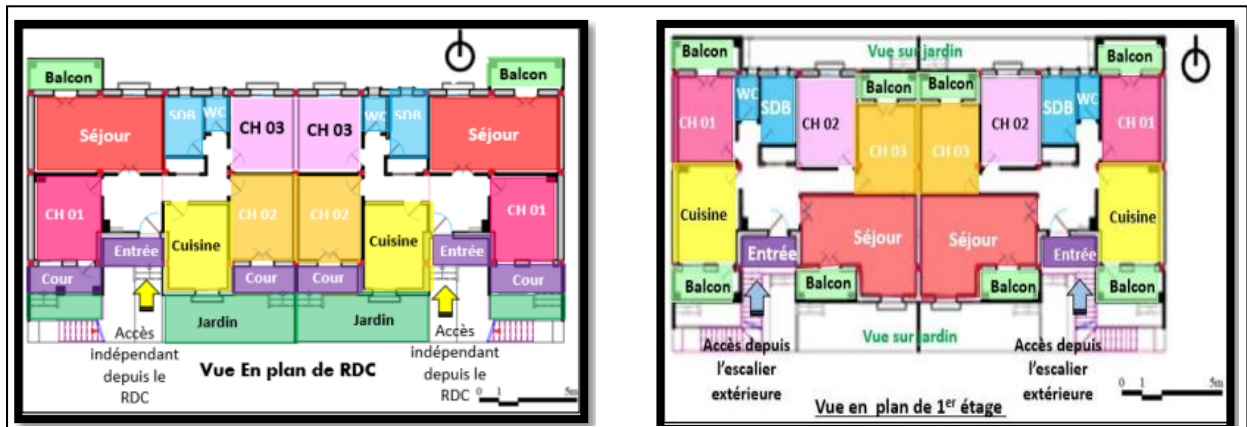 Balcon
Balcon
Séjour
SDB
WC
CH 03
CH 03
WC
SDB
Séjour
CH 01
CH 02
CH 02
CH 01
Cuisine
Cuisine
Entrée
Entrée
Cour
Cour
Cour
Cour
Jardin
Jardin
Accès
indépendant
depuis le
RDC
Vue En plan de RDC
Accès
indépendant
depuis le
RDC
0 1 5m
Balcon
Vue sur jardin
Balcon
Balcon
Balcon
CH 01
WC
SDB
CH 02
CH 03
CH 03
CH 02
SDB
WC
CH 01
Cuisine
Cuisine
Séjour
Séjour
Entrée
Entrée
Balcon
Balcon
Balcon
Balcon
Vue sur jardin
Accès depuis
l'escalier
extérieure
Accès depuis
l'escalier
extérieure
0 1 5m
Vue en plan de 1er étage